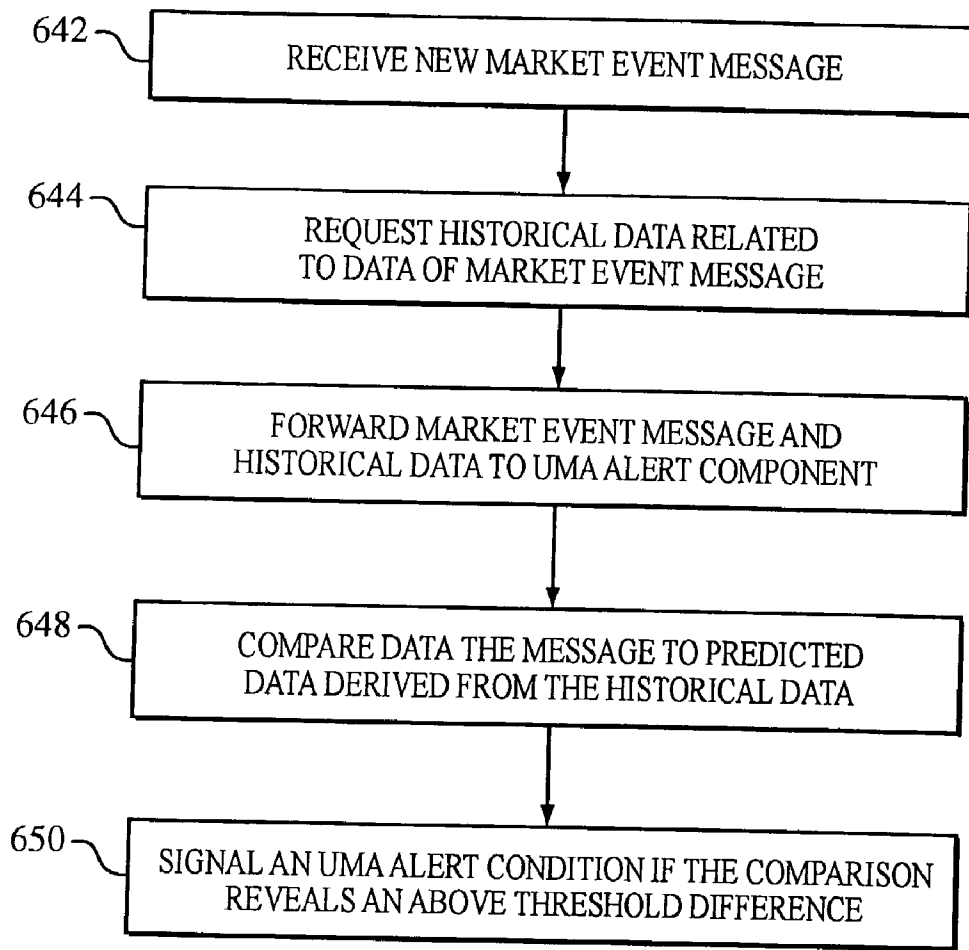 642
RECEIVE NEW MARKET EVENT MESSAGE
644
REQUEST HISTORICAL DATA RELATED
TO DATA OF MARKET EVENT MESSAGE
646
FORWARD MARKET EVENT MESSAGE AND
HISTORICAL DATA TO UMA ALERT COMPONENT
648
COMPARE DATA THE MESSAGE TO PREDICTED
DATA DERIVED FROM THE HISTORICAL DATA
650
SIGNAL AN UMA ALERT CONDITION IF THE COMPARISON
REVEALS AN ABOVE THRESHOLD DIFFERENCE